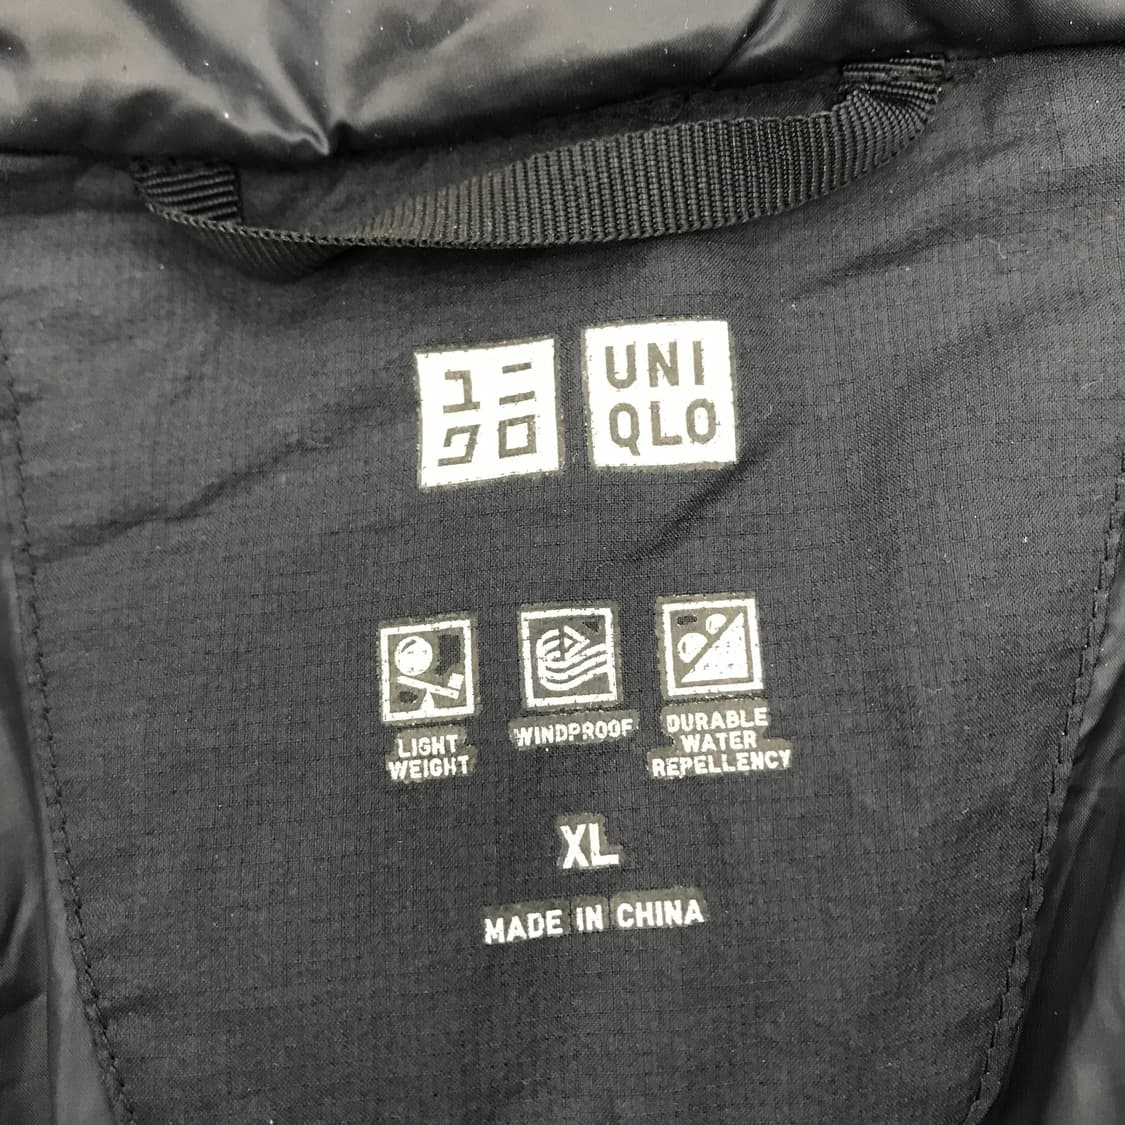 ユニ
クロ
UNI
QLO
LIGHT
WEIGHT
WINDPROOF
DURABLE
WATER
REPELLENCY
XL
MADE IN CHINA